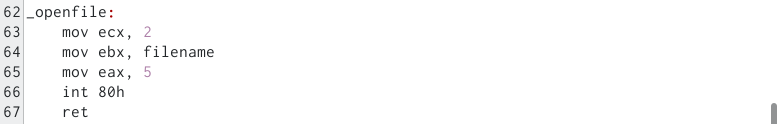 62 _openfile:
63     mov ecx, 2
64     mov ebx, filename
65     mov eax, 5
66     int 80h
67     ret